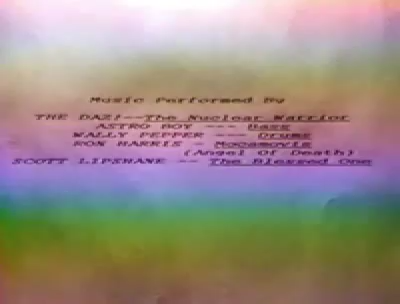 Music Performed By
THE DAZ!--The Nuclear Warrior
ASTRO BOY --- Bass
WALLY PEPPER --- Drums
RON HARRIS -
(Angel Of Death)
SCOTT LIPSHANE -- The Blessed One